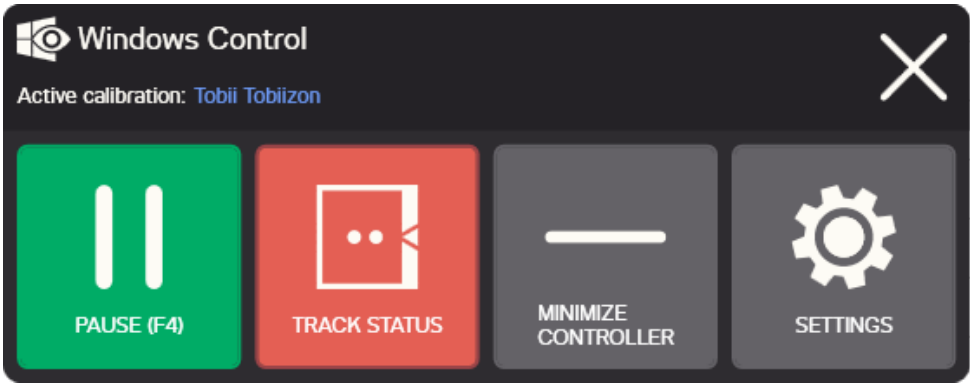 Windows Control
Active calibration: Tobii Tobiizon
PAUSE (F4)
TRACK STATUS
MINIMIZE
CONTROLLER
SETTINGS